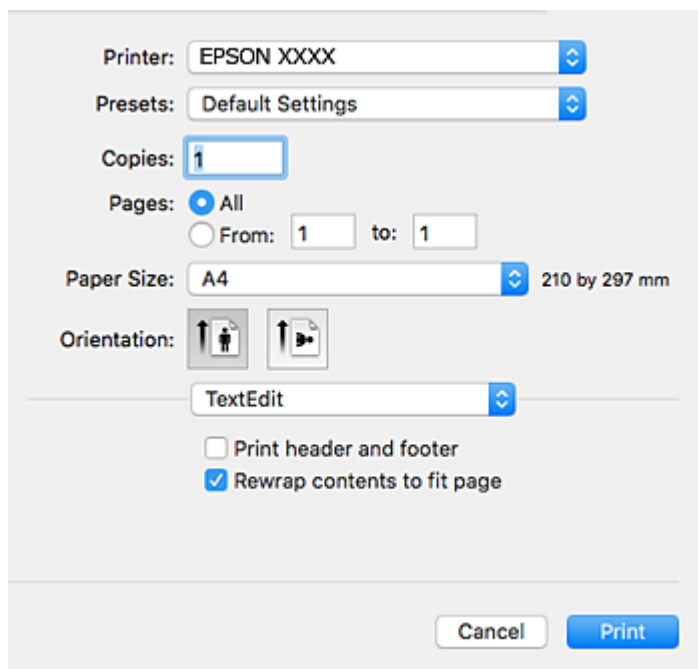 Printer: EPSON XXXX
Presets: Default Settings
Copies: 1
Pages: All
From: 1 to: 1
Paper Size: A4 210 by 297 mm
Orientation:
TextEdit
Print header and footer
Rewrap contents to fit page
Cancel Print